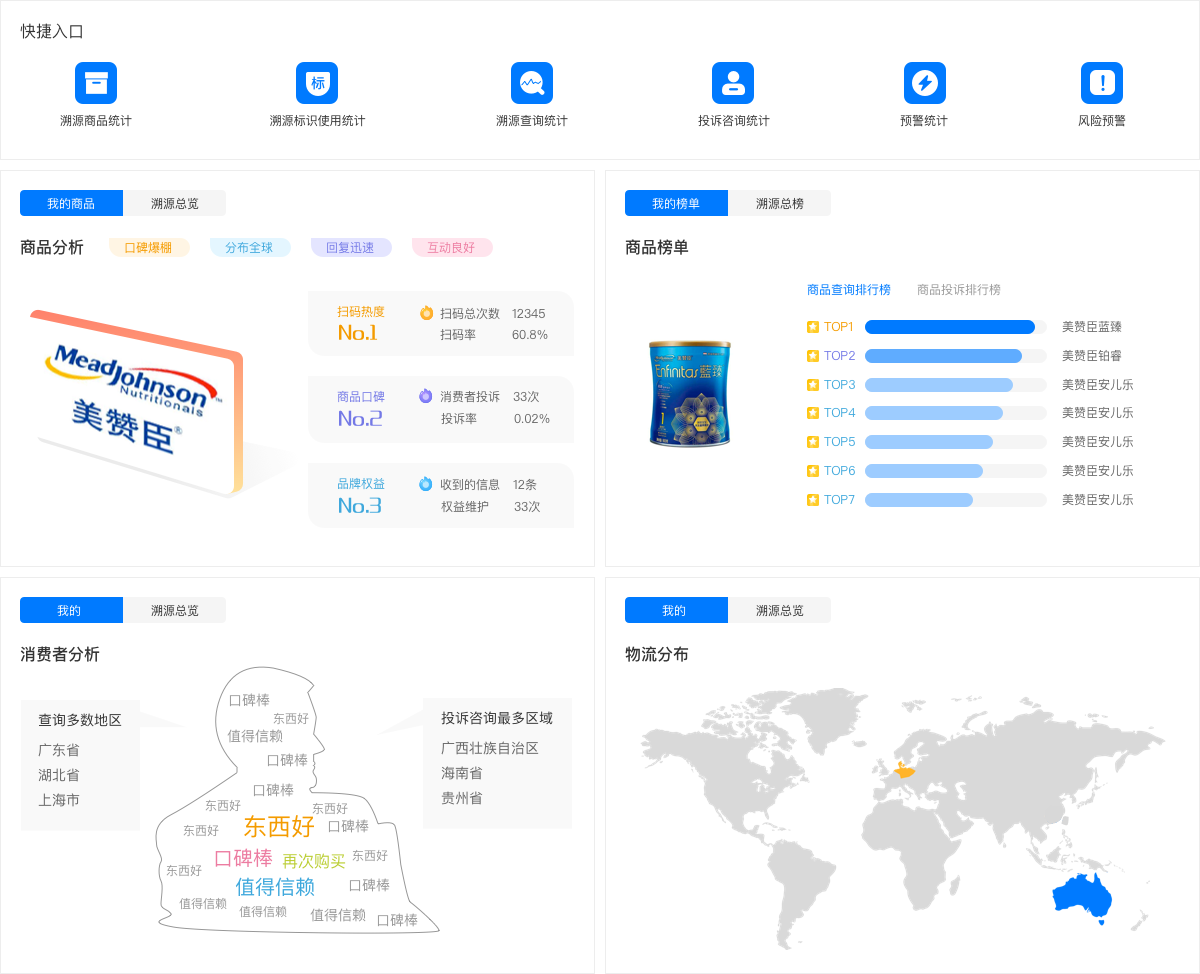 快捷入口
溯源商品统计
溯源标识使用统计
标
溯源查询统计
投诉咨询统计
预警统计
风险预警
我的商品 溯源总览
商品分析 口碑爆棚 分布全球 回复迅速 互动良好
MeadJohnson™
Nutritionals
美赞臣®
扫码热度 扫码总次数 12345
No.1 扫码率 60.8%
商品口碑 消费者投诉 33次
No.2 投诉率 0.02%
品牌权益 收到的信息 12条
No.3 权益维护 33次
我的榜单 溯源总榜
商品榜单
商品查询排行榜 商品投诉排行榜
美赞臣
Enfinitas 藍臻
1
TOP1 美赞臣蓝臻
TOP2 美赞臣铂睿
TOP3 美赞臣安儿乐
TOP4 美赞臣安儿乐
TOP5 美赞臣安儿乐
TOP6 美赞臣安儿乐
TOP7 美赞臣安儿乐
我的 溯源总览
消费者分析
查询多数地区
广东省
湖北省
上海市
口碑棒
东西好
值得信赖
口碑棒
口碑棒
东西好 东西好
东西好 东西好 口碑棒
口碑棒 再次购买 东西好
东西好 值得信赖 口碑棒
值得信赖 值得信赖 值得信赖 口碑棒
投诉咨询最多区域
广西壮族自治区
海南省
贵州省
我的 溯源总览
物流分布